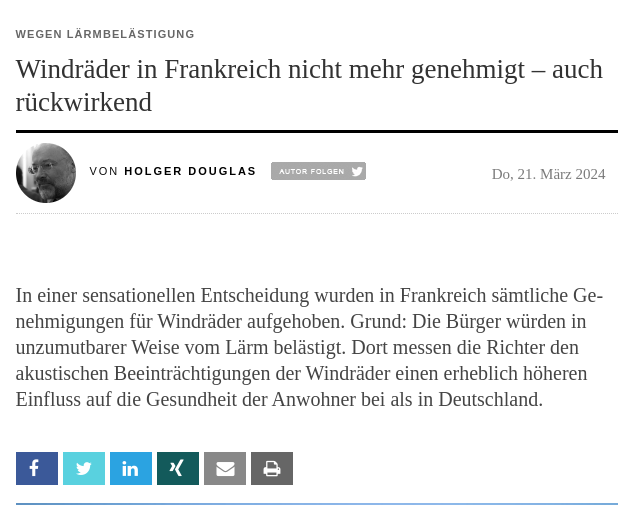 WEGEN LÄRMBELÄSTIGUNG
Windräder in Frankreich nicht mehr genehmigt – auch
rückwirkend
VON HOLGER DOUGLAS
AUTOR FOLGEN
Do, 21. März 2024
In einer sensationellen Entscheidung wurden in Frankreich sämtliche Ge-
nehmigungen für Windräder aufgehoben. Grund: Die Bürger würden in
unzumutbarer Weise vom Lärm belästigt. Dort messen die Richter den
akustischen Beeinträchtigungen der Windräder einen erheblich höheren
Einfluss auf die Gesundheit der Anwohner bei als in Deutschland.